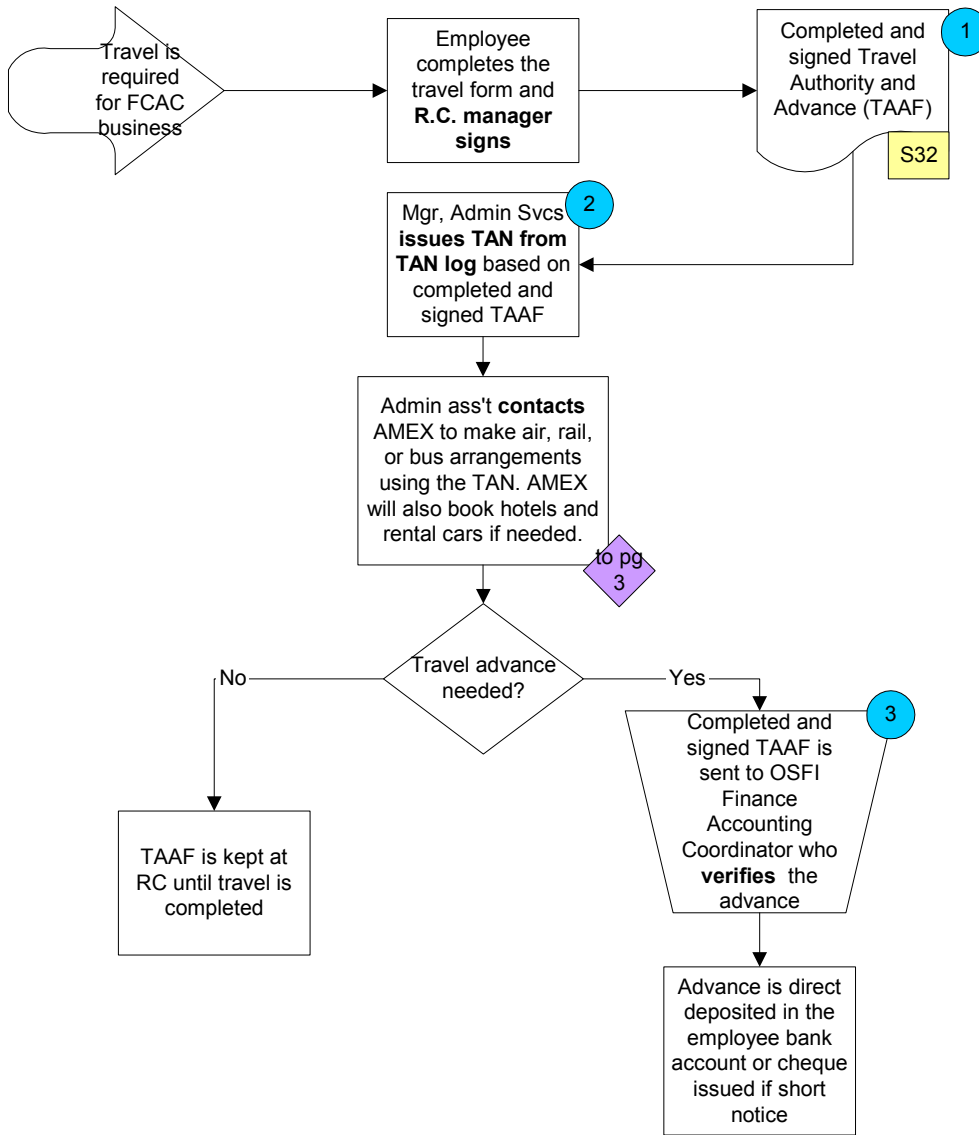 Travel is
required
for FCAC
business
Employee
completes the
travel form and
R.C. manager
signs
Completed and
signed Travel
Authority and
Advance (TAAF)
1
S32
Mgr, Admin Svcs
issues TAN from
TAN log based on
completed and
signed TAAF
2
Admin ass't contacts
AMEX to make air, rail,
or bus arrangements
using the TAN. AMEX
will also book hotels and
rental cars if needed.
to pg
3
Travel advance
needed?
No
Yes
TAAF is kept at
RC until travel is
completed
Completed and
signed TAAF is
sent to OSFI
Finance
Accounting
Coordinator who
verifies the
advance
3
Advance is direct
deposited in the
employee bank
account or cheque
issued if short
notice